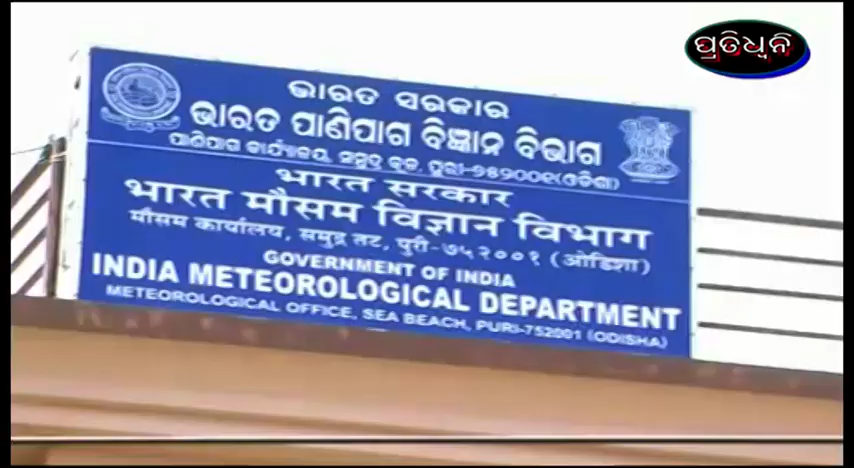 ପ୍ରତିଧ୍ୱନି
ଭାରତ ସରକାର
ଭାରତ ପାଣିପାଗ ବିଜ୍ଞାନ ବିଭାଗ
ପାଣିପାଗ କାର୍ଯ୍ୟାଳୟ, ସମୁଦ୍ର କୂଳ, ପୁରୀ-୭୫୨୦୦୧(ଓଡିଶା)
भारत सरकार
भारत मौसम विज्ञान विभाग
मौसम कार्यालय, समुद्र तट, पुरी-७५२००१ (ओडिशा)
GOVERNMENT OF INDIA
INDIA METEOROLOGICAL DEPARTMENT
METEOROLOGICAL OFFICE, SEA BEACH, PURI-752001 (ODISHA)